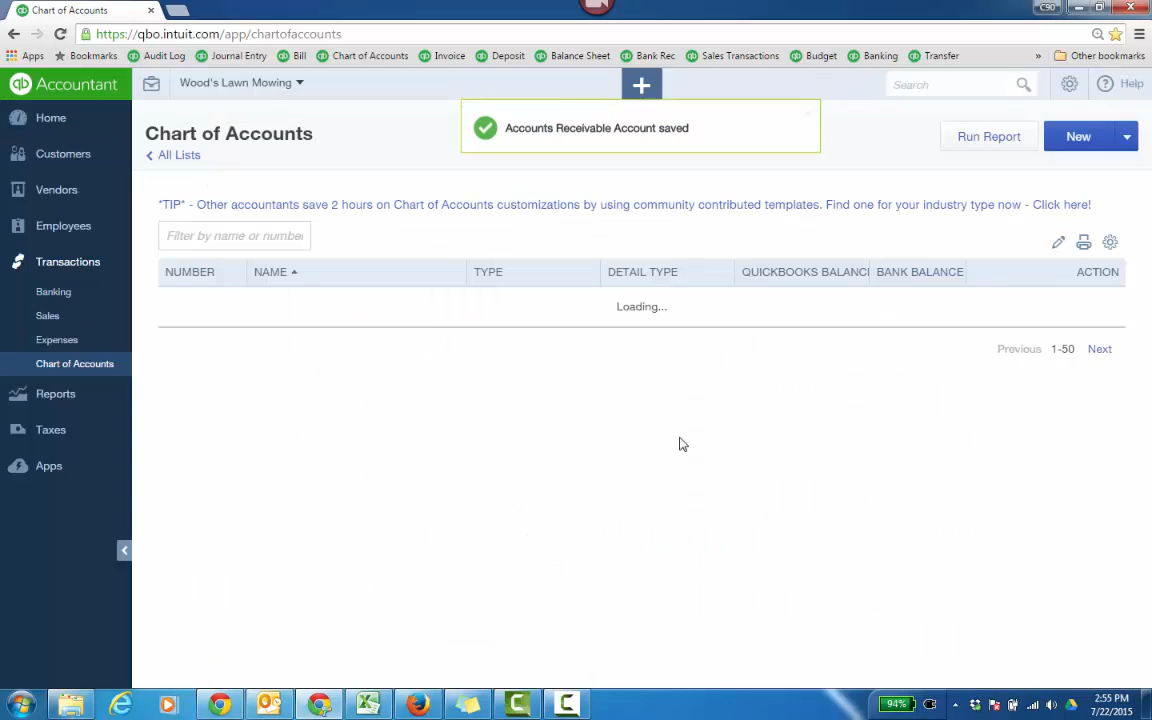 Chart of Accounts
C90
https://qbo.intuit.com/app/chartofaccounts
Apps Bookmarks Audit Log Journal Entry Bill Chart of Accounts Invoice Deposit Balance Sheet Bank Rec Sales Transactions Budget Banking Transfer » Other bookmarks
qb Accountant
Wood's Lawn Mowing
Search
Help
Accounts Receivable Account saved
Home
Customers
Vendors
Employees
Transactions
Banking
Sales
Expenses
Chart of Accounts
Reports
Taxes
Apps
Chart of Accounts
All Lists
Run Report
New
*TIP* - Other accountants save 2 hours on Chart of Accounts customizations by using community contributed templates. Find one for your industry type now - Click here!
Filter by name or number
NUMBER NAME TYPE DETAIL TYPE QUICKBOOKS BALANCI BANK BALANCE ACTION
Loading...
Previous 1-50 Next
94%
2:55 PM
7/22/2015